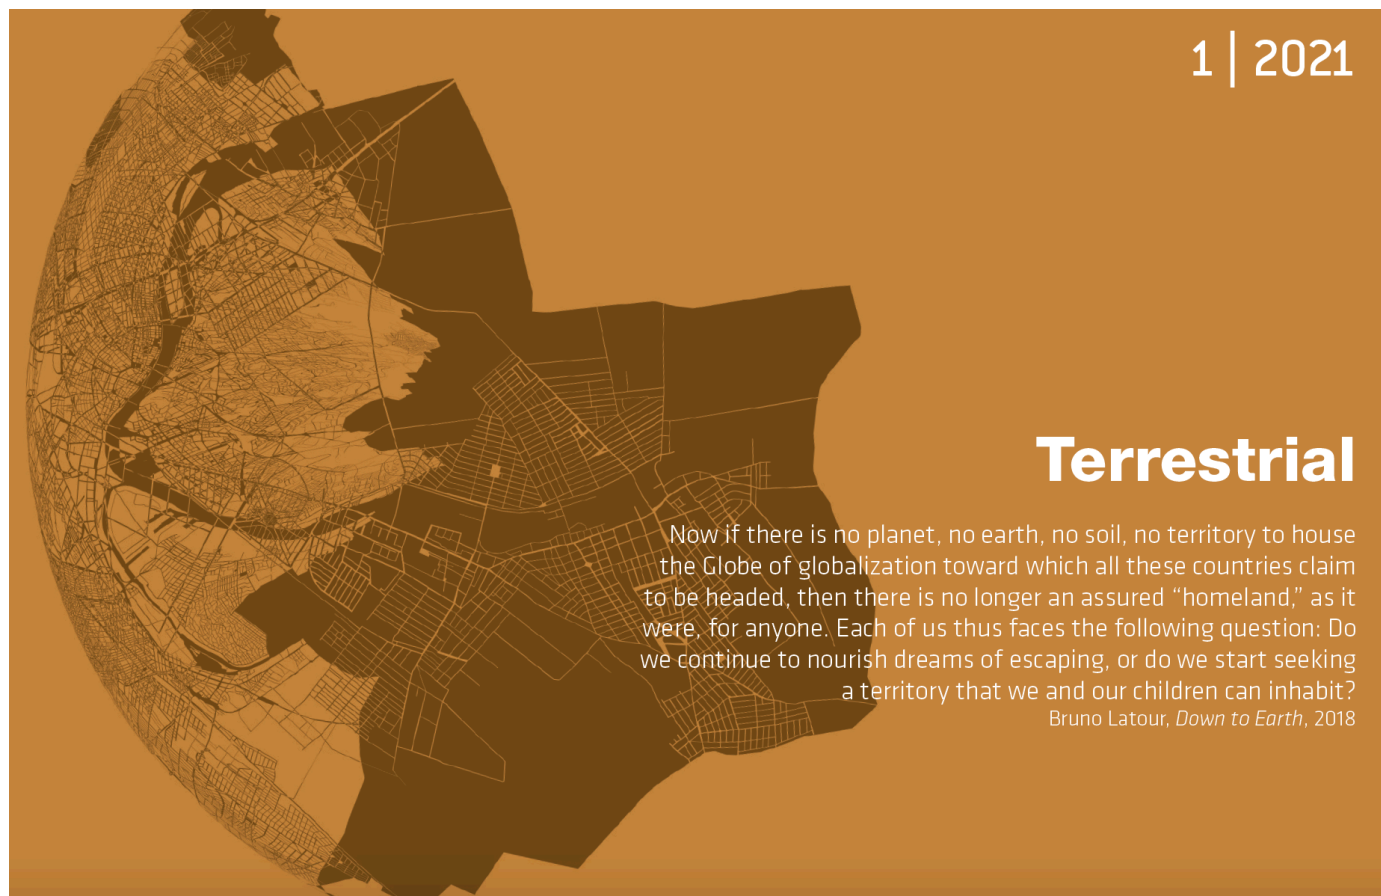 1 | 2021
Terrestrial
Now if there is no planet, no earth, no soil, no territory to house
the Globe of globalization toward which all these countries claim
to be headed, then there is no longer an assured “homeland,” as it
were, for anyone. Each of us thus faces the following question: Do
we continue to nourish dreams of escaping, or do we start seeking
a territory that we and our children can inhabit?
Bruno Latour, Down to Earth, 2018